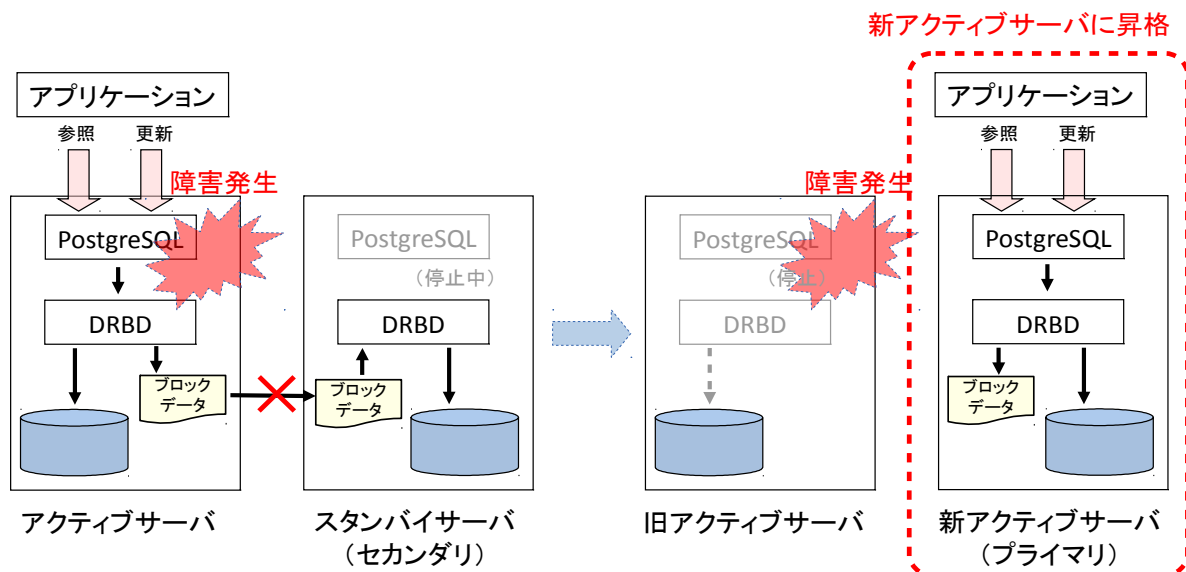 新アクティブサーバに昇格
アプリケーション
参照
更新
障害発生
PostgreSQL
DRBD
ブロック
データ
アクティブサーバ
PostgreSQL
(停止中)
DRBD
ブロック
データ
スタンバイサーバ
(セカンダリ)
障害発生
PostgreSQL
(停止)
DRBD
旧アクティブサーバ
アプリケーション
参照
更新
PostgreSQL
DRBD
ブロック
データ
新アクティブサーバ
(プライマリ)